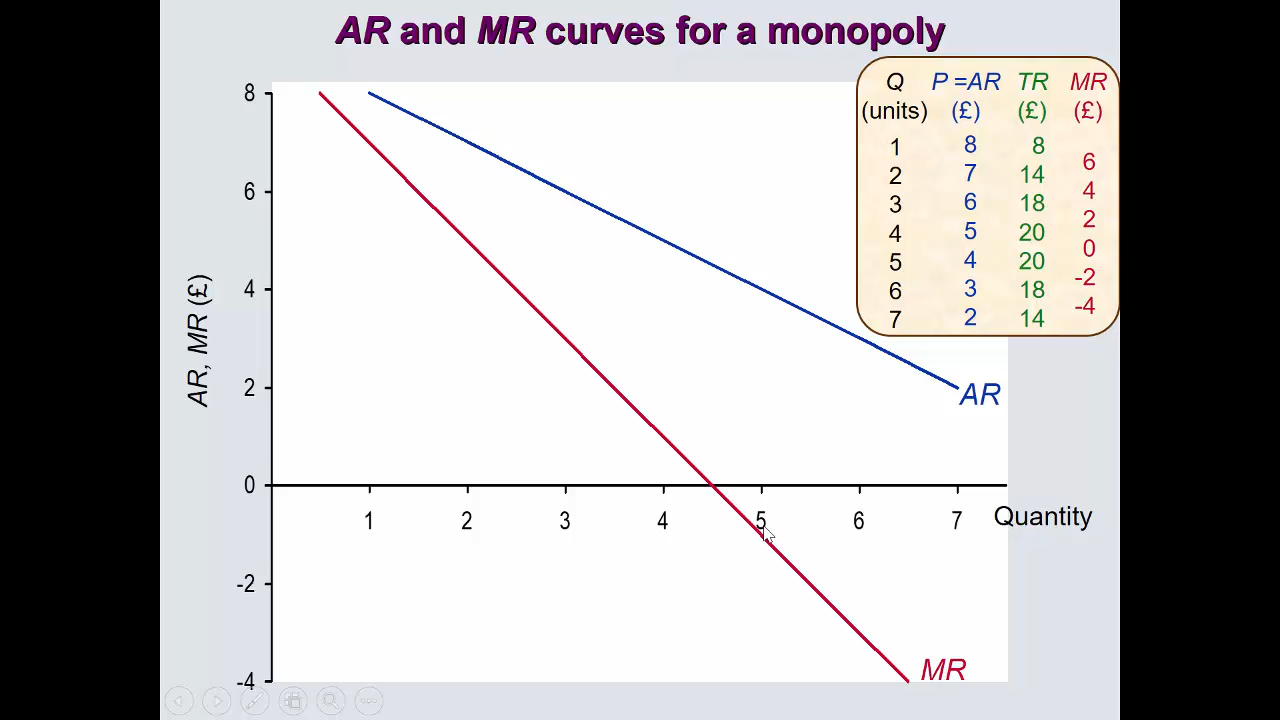 AR and MR curves for a monopoly
Q P =AR TR MR
(units) (£) (£) (£)
1 8 8
6
2 7 14
4
3 6 18
2
4 5 20
0
5 4 20
-2
6 3 18
-4
7 2 14
8
6
4
2
0
-2
-4
AR, MR (£)
1 2 3 4 5 6 7
Quantity
AR
MR